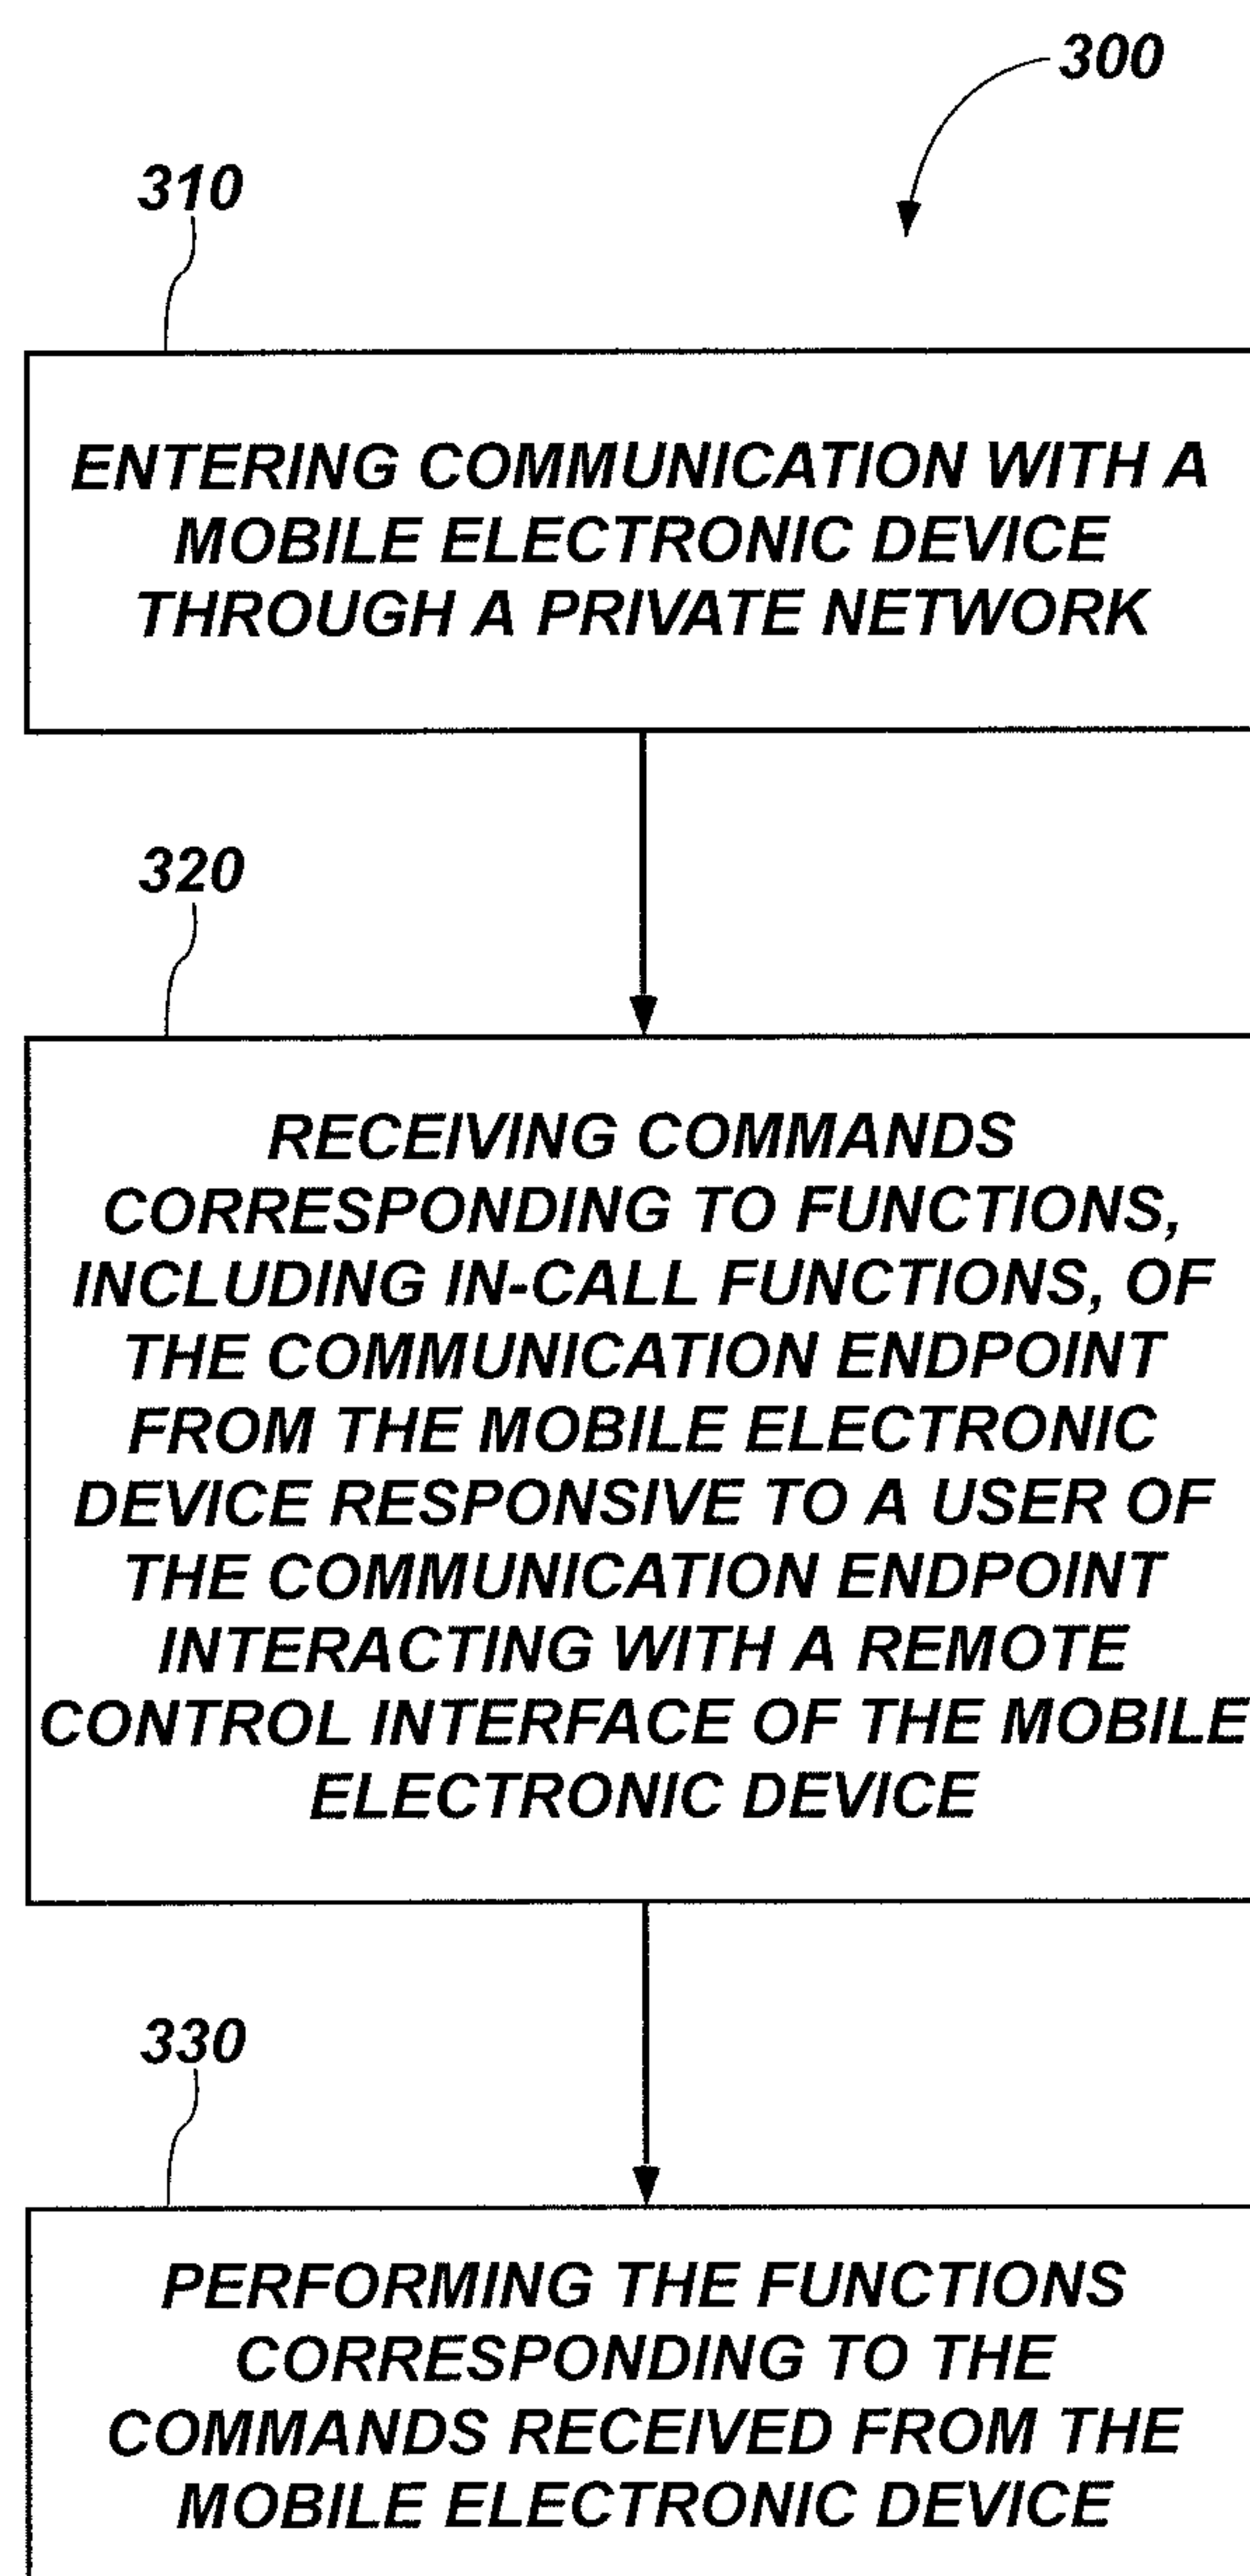 300
310
ENTERING COMMUNICATION WITH A
MOBILE ELECTRONIC DEVICE
THROUGH A PRIVATE NETWORK
320
RECEIVING COMMANDS
CORRESPONDING TO FUNCTIONS,
INCLUDING IN-CALL FUNCTIONS, OF
THE COMMUNICATION ENDPOINT
FROM THE MOBILE ELECTRONIC
DEVICE RESPONSIVE TO A USER OF
THE COMMUNICATION ENDPOINT
INTERACTING WITH A REMOTE
CONTROL INTERFACE OF THE MOBILE
ELECTRONIC DEVICE
330
PERFORMING THE FUNCTIONS
CORRESPONDING TO THE
COMMANDS RECEIVED FROM THE
MOBILE ELECTRONIC DEVICE